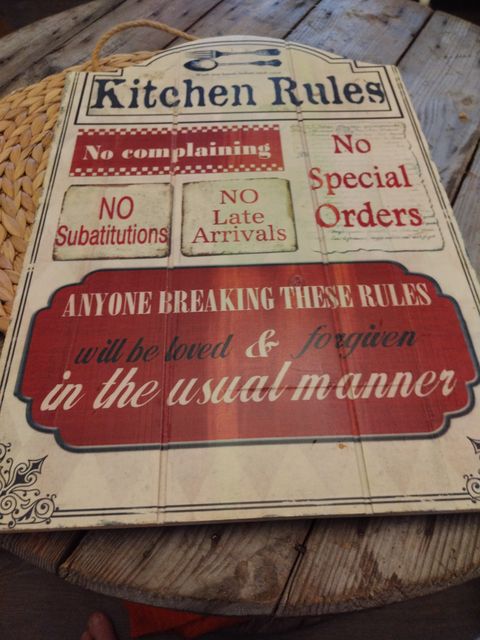 Kitchen Rules
No complaining
No
Special
Orders
NO
Subatitutions
NO
Late
Arrivals
ANYONE BREAKING THESE RULES
will be loved & forgiven
in the usual manner